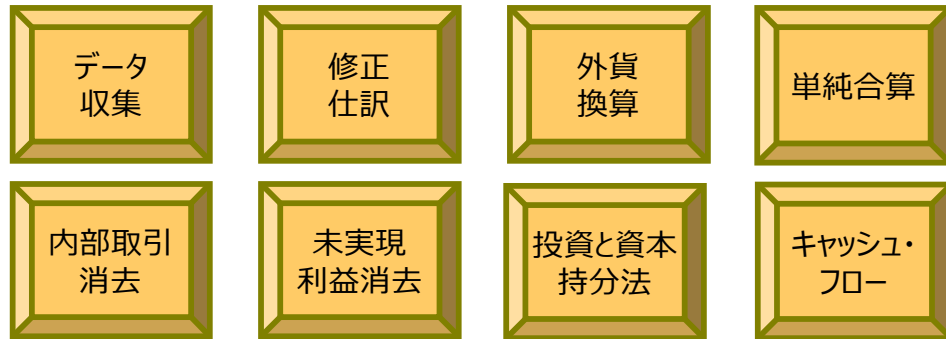 データ
収集
修正
仕訳
外貨
換算
単純合算
内部取引
消去
未実現
利益消去
投資と資本
持分法
キャッシュ・
フロー